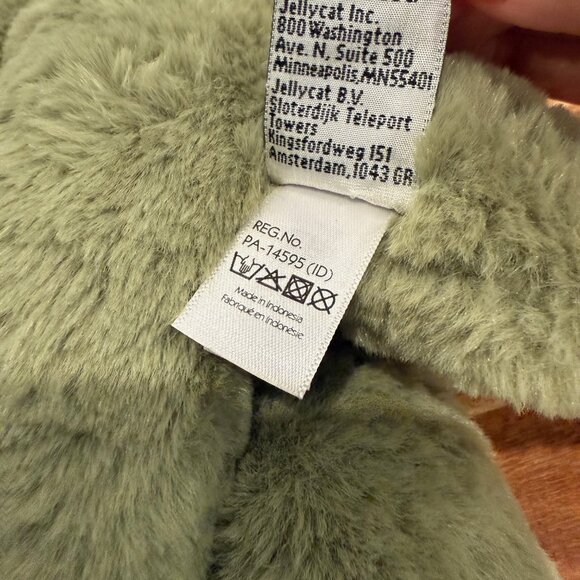 Jellycat Inc.
800 Washington
Ave. N, Suite 500
Minneapolis,MN55401
Jellycat B.V.
Sloterdijk Teleport
Towers
Kingsfordweg 151
Amsterdam,1043 GR
REG.No.
PA-14595 (ID)
Made in Indonesia
Fabriqué en Indonésie